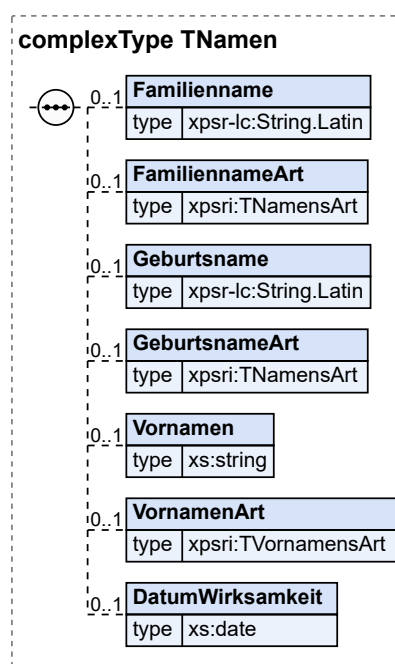 complexType TNamen
0..1 Familienname
type xpsr-lc:String.Latin
0..1 FamiliennameArt
type xpsri:TNamensArt
0..1 Geburtsname
type xpsr-lc:String.Latin
0..1 GeburtsnameArt
type xpsri:TNamensArt
0..1 Vornamen
type xs:string
0..1 VornamenArt
type xpsri:TVornamensArt
0..1 DatumWirksamkeit
type xs:date